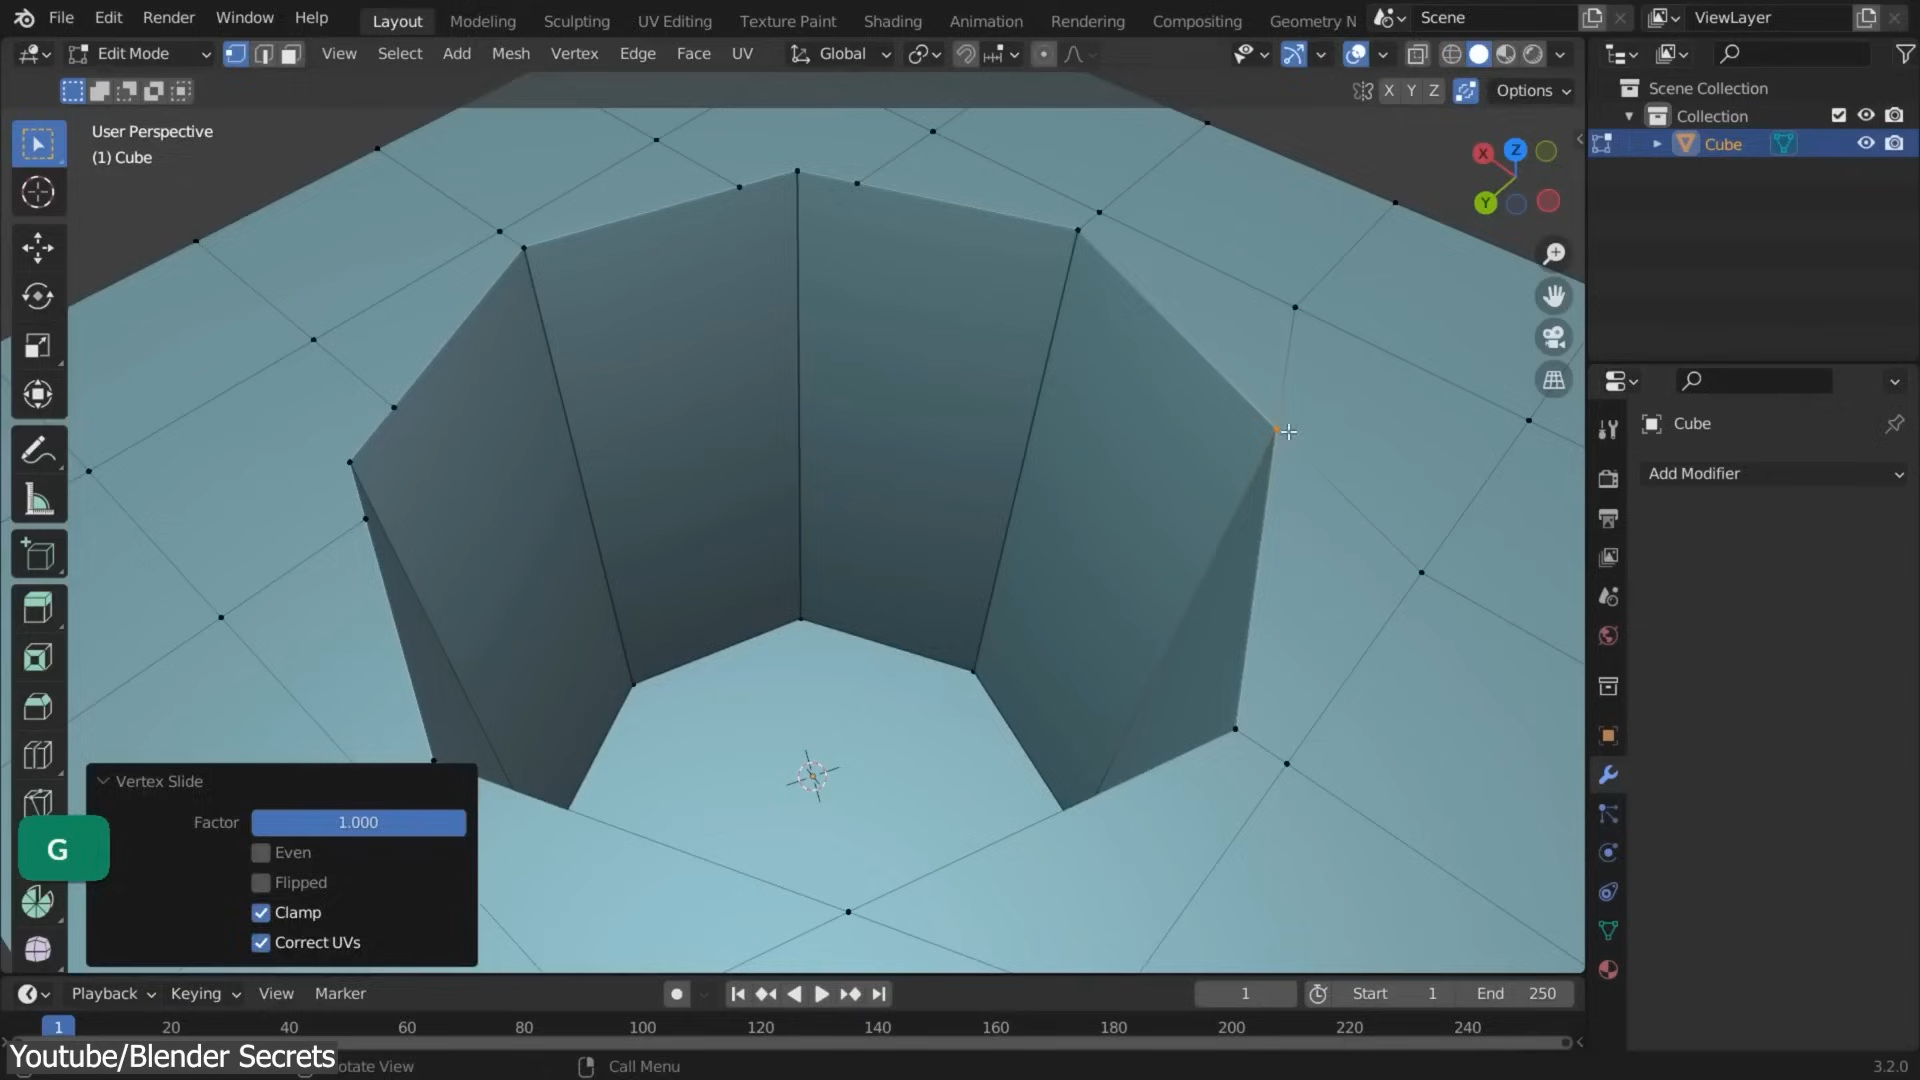 File Edit Render Window Help Layout Modeling Sculpting UV Editing Texture Paint Shading Animation Rendering Compositing Geometry N Scene ViewLayer
Edit Mode View Select Add Mesh Vertex Edge Face UV Global
X Y Z Options
Scene Collection
Collection
Cube
User Perspective
(1) Cube
X Z
Y
Cube
Add Modifier
Vertex Slide
Factor 1.000
Even
Flipped
Clamp
Correct UVs
G
Playback Keying View Marker 1 Start 1 End 250
1 20 40 60 80 100 120 140 160 180 200 220 240
Youtube/Blender Secrets
otate View Call Menu 3.2.0